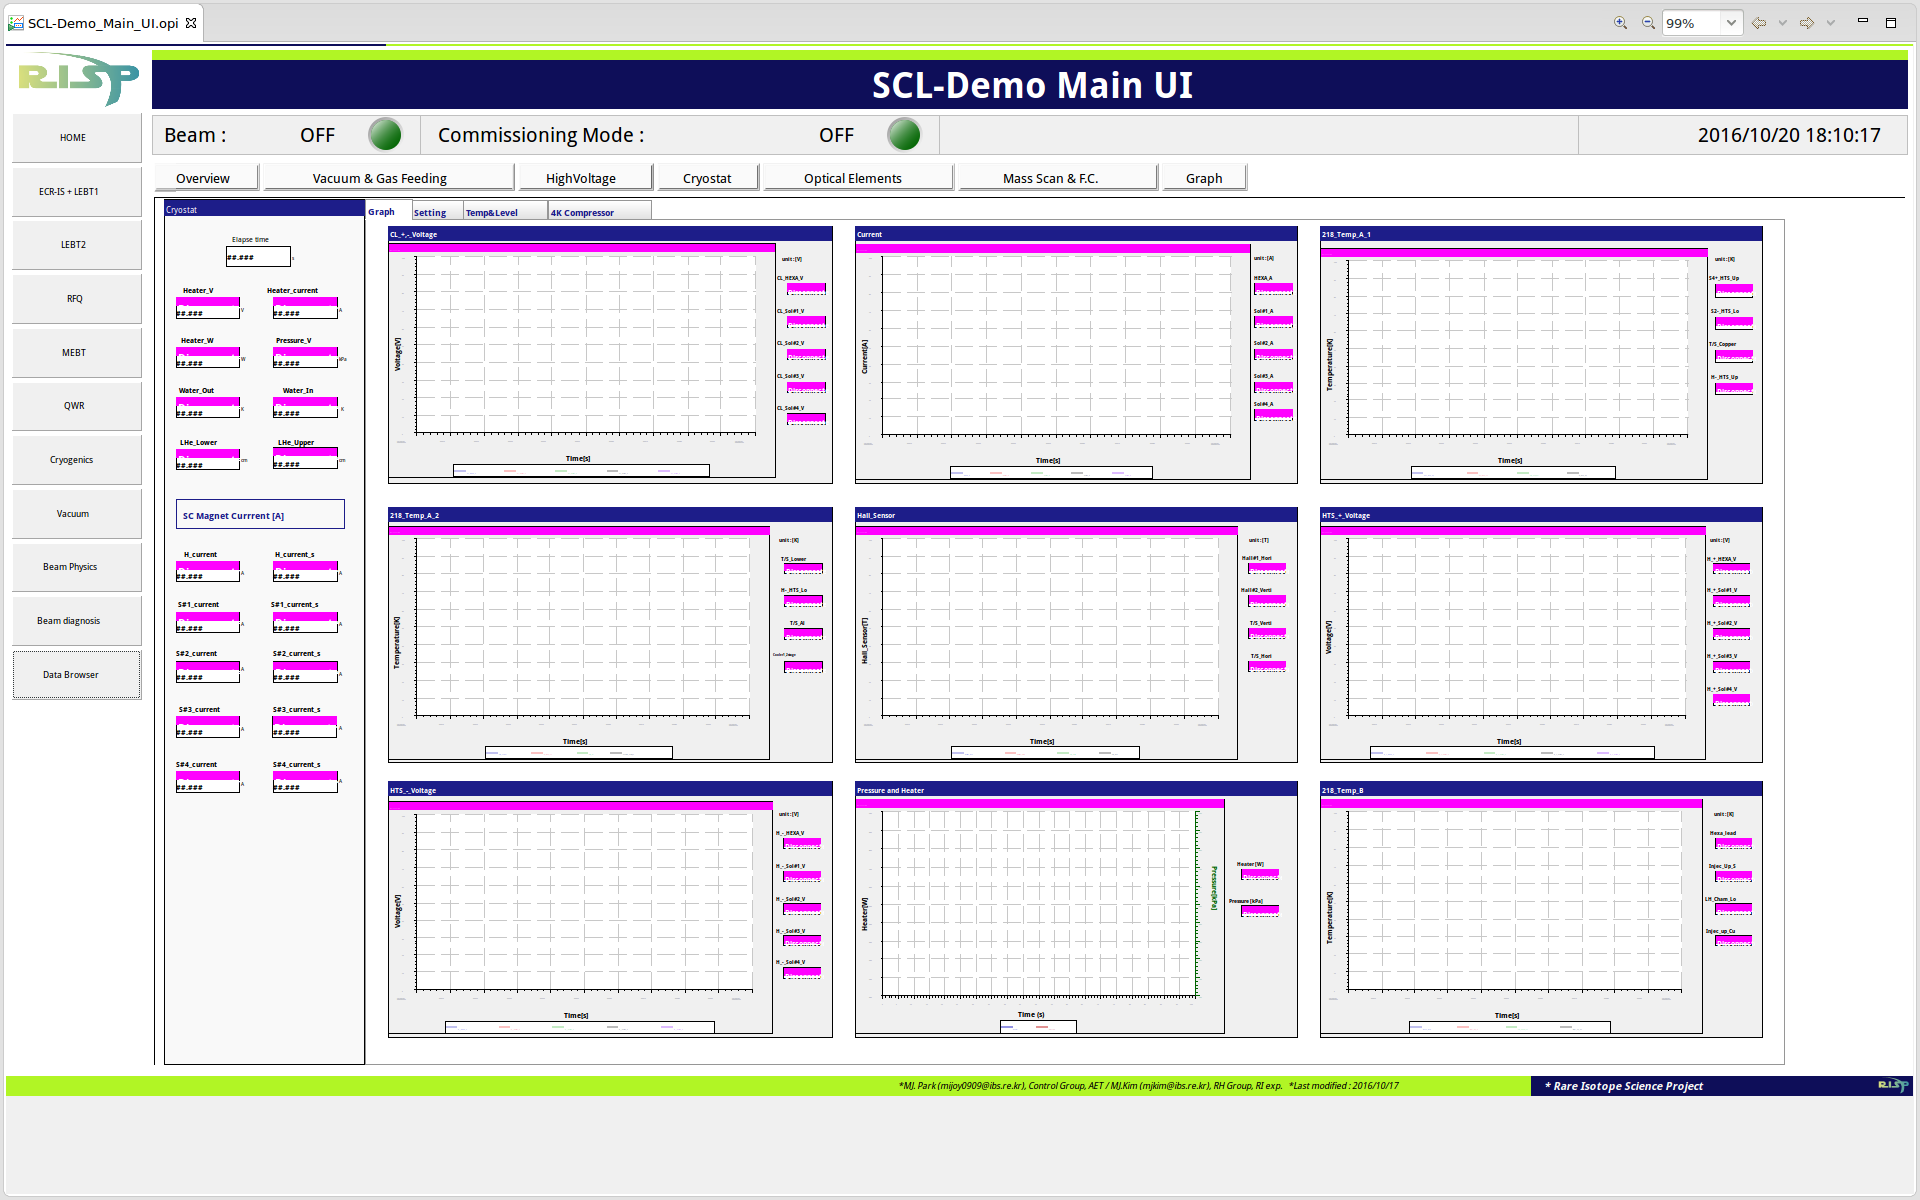 SCL-Demo_Main_UI.opi
99%
RISP
SCL-Demo Main UI
Beam : OFF Commissioning Mode : OFF 2016/10/20 18:10:17
HOME
ECR-IS + LEBT1
LEBT2
RFQ
MEBT
QWR
Cryogenics
Vacuum
Beam Physics
Beam diagnosis
Data Browser
Overview Vacuum & Gas Feeding HighVoltage Cryostat Optical Elements Mass Scan & F.C. Graph
Cryostat
Graph Setting Temp&Level 4K Compressor
Elapse time
##.### s
Heater_V Heater_current
##.### V ##.### A
Heater_W Pressure_V
##.### W ##.### kPa
Water_Out Water_In
##.### K ##.### K
LHe_Lower LHe_Upper
##.### cm ##.### cm
SC Magnet Currrent [A]
H_current H_current_s
##.### A ##.### A
S#1_current S#1_current_s
##.### A ##.### A
S#2_current S#2_current_s
##.### A ##.### A
S#3_current S#3_current_s
##.### A ##.### A
S#4_current S#4_current_s
##.### A ##.### A
CL_+,-_Voltage
Voltage[V]
Time[s]
unit:[V]
CL_HEXA_V
CL_Sol#1_V
CL_Sol#2_V
CL_Sol#3_V
CL_Sol#4_V
Current
Current[A]
Time[s]
unit:[A]
HEXA_A
Sol#1_A
Sol#2_A
Sol#3_A
Sol#4_A
218_Temp_A_1
Temperature[K]
Time[s]
unit:[K]
S4+_HTS_Up
S2-_HTS_Lo
T/S_Copper
H-_HTS_Up
218_Temp_A_2
Temperature[K]
Time[s]
unit:[K]
T/S_Lower
H-_HTS_Lo
T/S_Al
Hall_Sensor
Hall_Sensor[T]
Time[s]
unit:[T]
Hall#1_Hori
Hall#2_Verti
T/S_Verti
T/S_Hori
HTS_+_Voltage
Voltage[V]
Time[s]
unit:[V]
H_+_HEXA_V
H_+_Sol#1_V
H_+_Sol#2_V
H_+_Sol#3_V
H_+_Sol#4_V
HTS_-_Voltage
Voltage[V]
Time[s]
unit:[V]
H_-_HEXA_V
H_-_Sol#1_V
H_-_Sol#2_V
H_-_Sol#3_V
H_-_Sol#4_V
Pressure and Heater
Heater[W]
Time (s)
Pressure[kPa]
Heater[W]
Pressure[kPa]
218_Temp_B
Temperature[K]
Time[s]
unit:[K]
Hexa_lead
Injec_Up_S
LH_Cham_Lo
Injec_up_Cu
*MJ. Park (mijoy0909@ibs.re.kr), Control Group, AET / MJ.Kim (mjkim@ibs.re.kr), RH Group, RI exp. *Last modified : 2016/10/17
* Rare Isotope Science Project
RISP